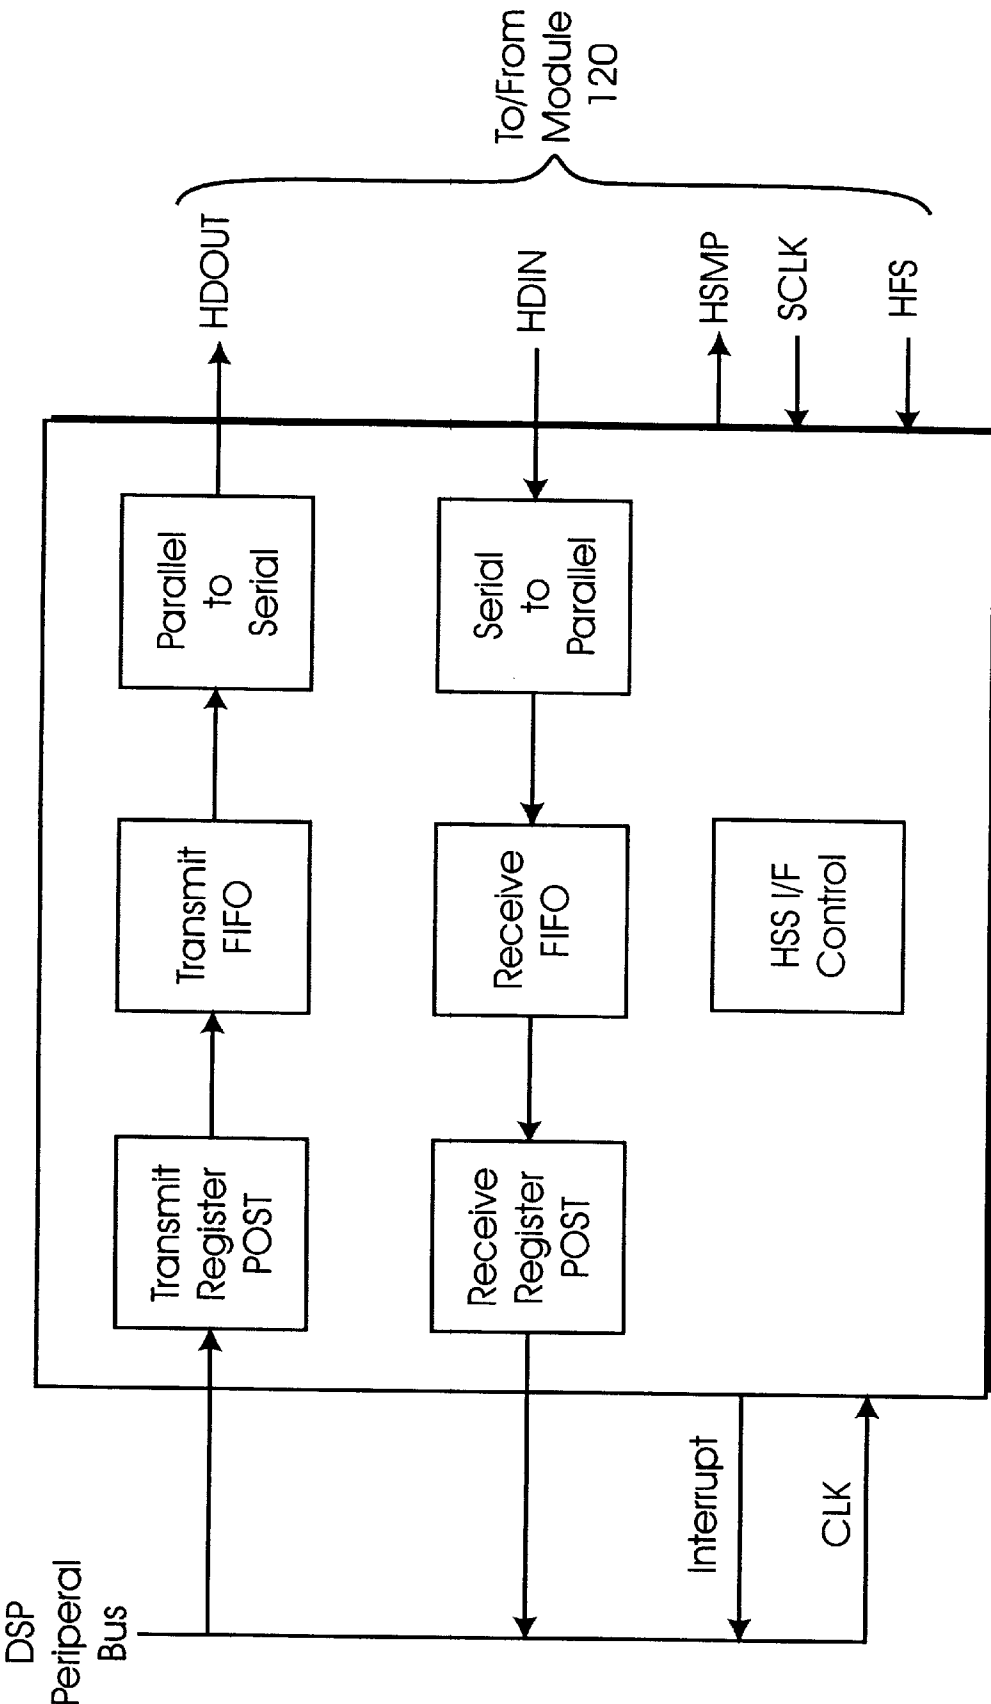 DSP
Periperal
Bus
Transmit
Register
POST
Transmit
FIFO
Parallel
to
Serial
HDOUT
Receive
Register
POST
Receive
FIFO
Serial
to
Parallel
HDIN
To/From
Module
120
Interrupt
CLK
HSS I/F
Control
HSMP
SCLK
HFS